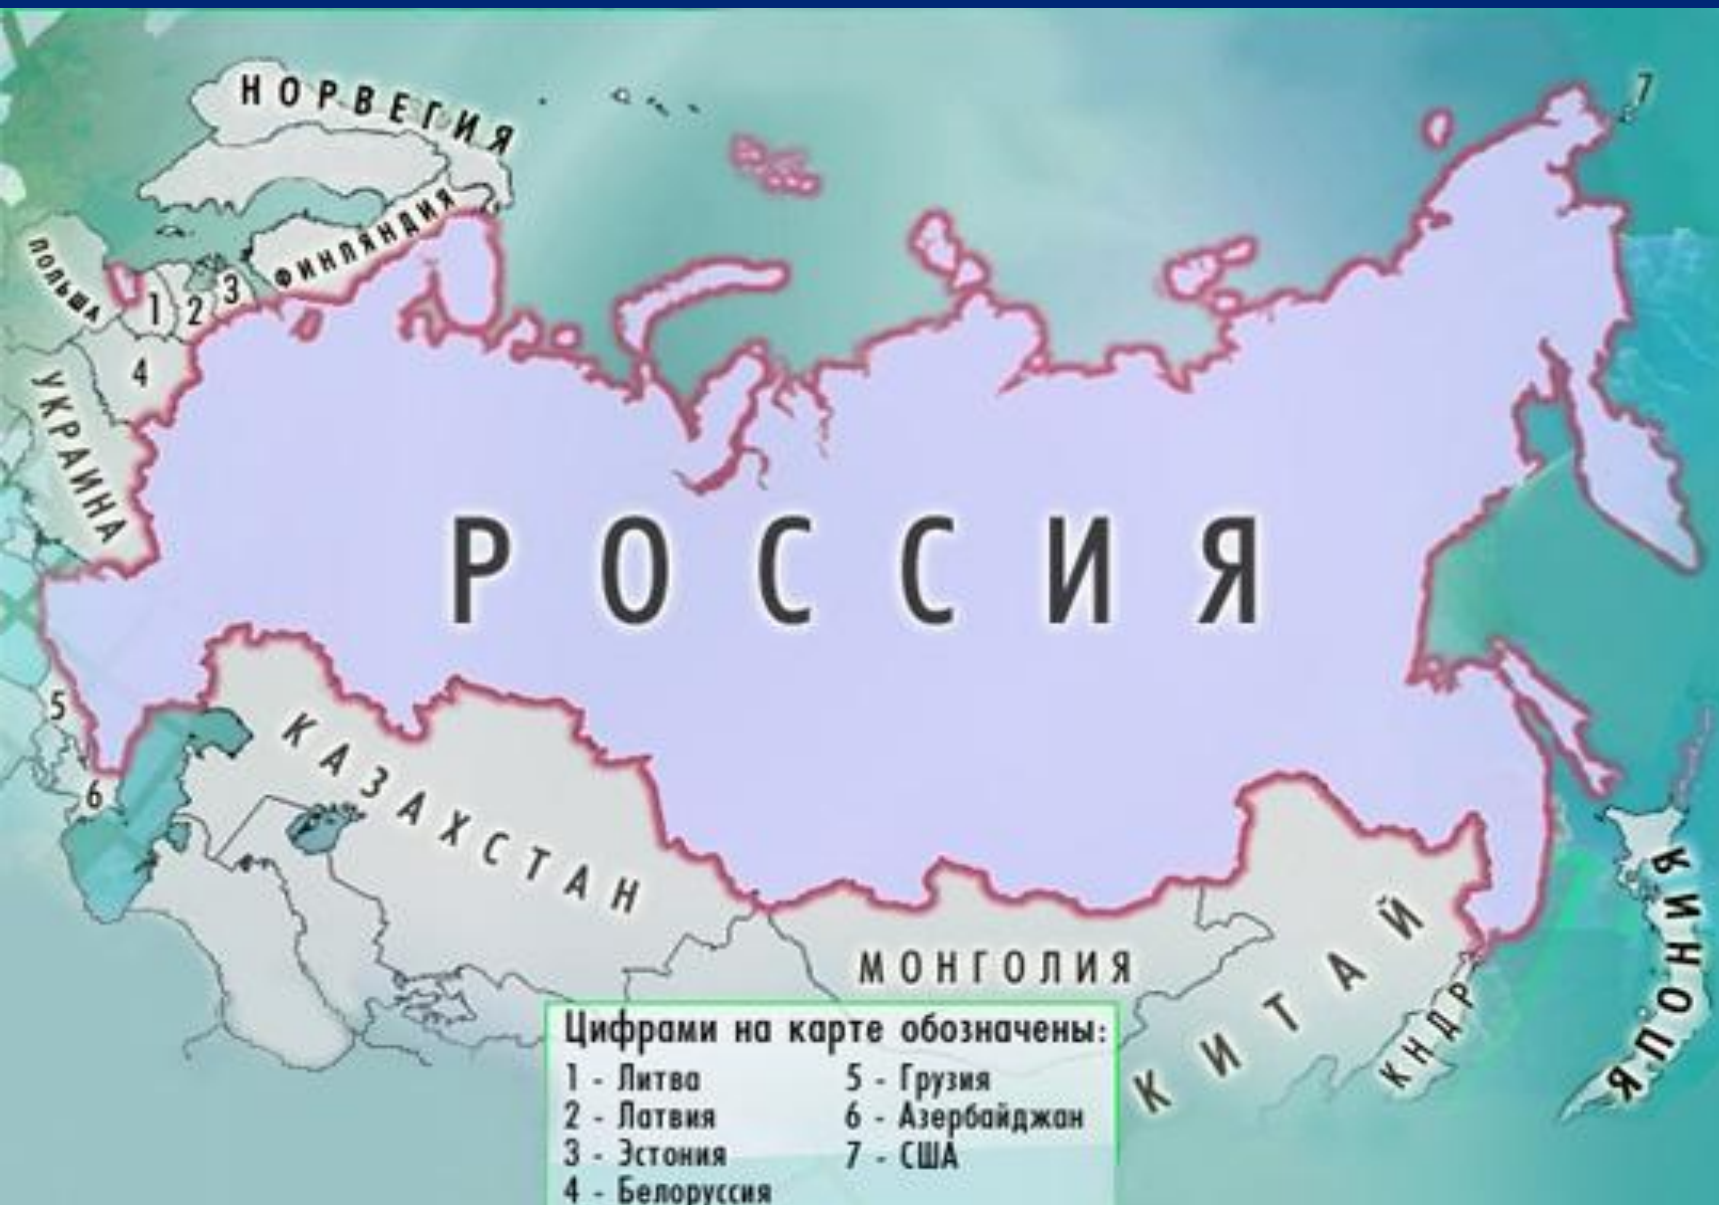 НОРВЕГИЯ
7
ФИНЛЯНДИЯ
ПОЛЬША
1
2
3
4
УКРАИНА
РОССИЯ
5
6
КАЗАХСТАН
МОНГОЛИЯ
КИТАЙ
КНДР
ЯПОНИЯ
Цифрами на карте обозначены:
1 - Литва
2 - Латвия
3 - Эстония
4 - Белоруссия
5 - Грузия
6 - Азербайджан
7 - США